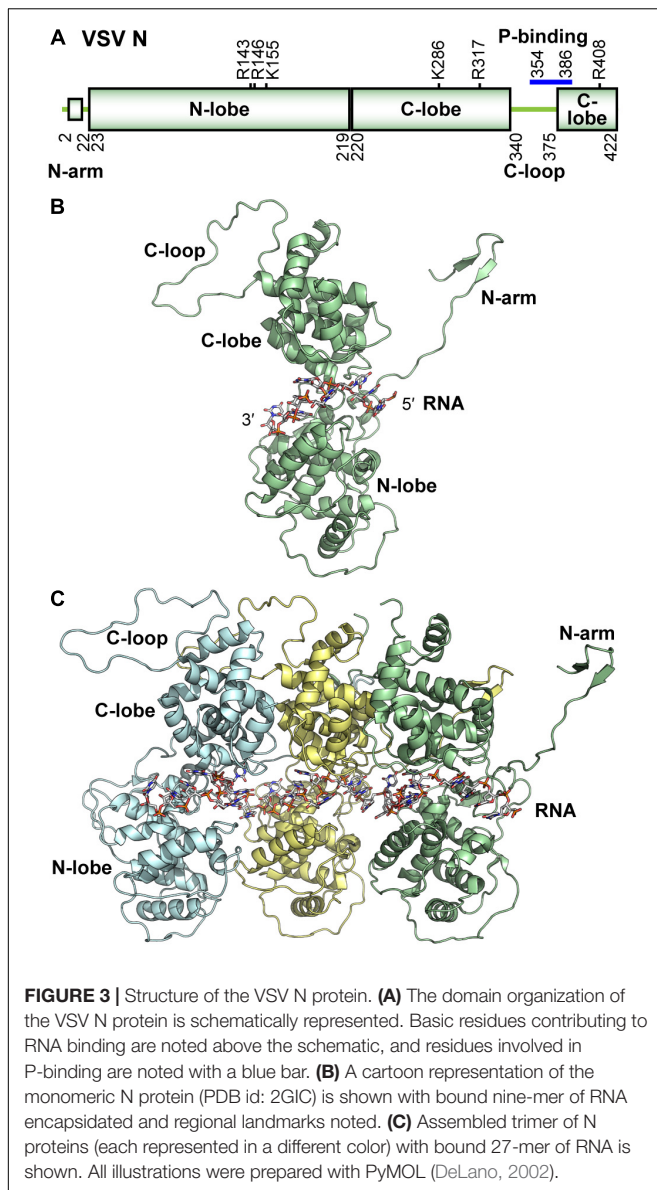 A VSV N
P-binding
R143
R146
K155
K286
R317
354
386
R408
N-lobe
C-lobe
C-
lobe
2
22
23
219
220
340
375
422
N-arm
C-loop
B
C-loop
N-arm
C-lobe
3′
5′ RNA
N-lobe
C
C-loop
N-arm
C-lobe
RNA
N-lobe
FIGURE 3 | Structure of the VSV N protein. (A) The domain organization of
the VSV N protein is schematically represented. Basic residues contributing to
RNA binding are noted above the schematic, and residues involved in
P-binding are noted with a blue bar. (B) A cartoon representation of the
monomeric N protein (PDB id: 2GIC) is shown with bound nine-mer of RNA
encapsidated and regional landmarks noted. (C) Assembled trimer of N
proteins (each represented in a different color) with bound 27-mer of RNA is
shown. All illustrations were prepared with PyMOL (DeLano, 2002).